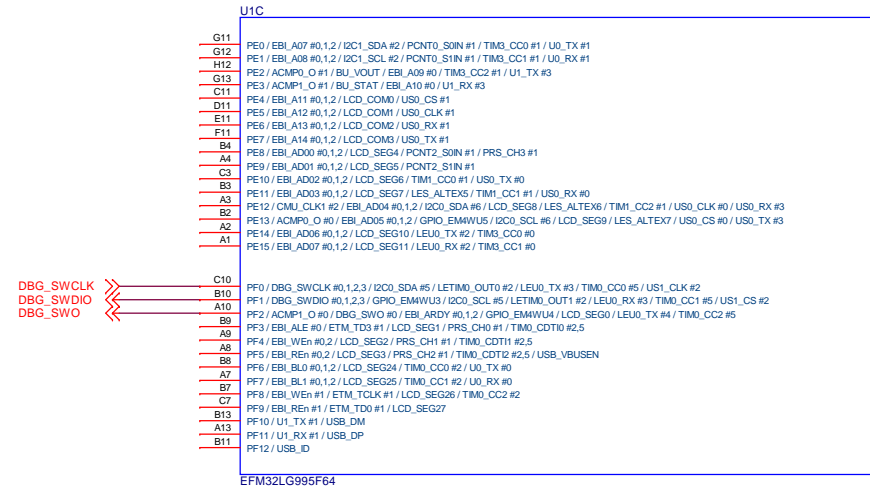 U1C
G11 PE0 / EBI_A07 #0,1,2 / I2C1_SDA #2 / PCNT0_S0IN #1 / TIM3_CC0 #1 / U0_TX #1
G12 PE1 / EBI_A08 #0,1,2 / I2C1_SCL #2 / PCNT0_S1IN #1 / TIM3_CC1 #1 / U0_RX #1
H12 PE2 / ACMP0_O #1 / BU_VOUT / EBI_A09 #0 / TIM3_CC2 #1 / U1_TX #3
G13 PE3 / ACMP1_O #1 / BU_STAT / EBI_A10 #0 / U1_RX #3
C11 PE4 / EBI_A11 #0,1,2 / LCD_COM0 / US0_CS #1
D11 PE5 / EBI_A12 #0,1,2 / LCD_COM1 / US0_CLK #1
E11 PE6 / EBI_A13 #0,1,2 / LCD_COM2 / US0_RX #1
F11 PE7 / EBI_A14 #0,1,2 / LCD_COM3 / US0_TX #1
B4 PE8 / EBI_AD00 #0,1,2 / LCD_SEG4 / PCNT2_S0IN #1 / PRS_CH3 #1
A4 PE9 / EBI_AD01 #0,1,2 / LCD_SEG5 / PCNT2_S1IN #1
C3 PE10 / EBI_AD02 #0,1,2 / LCD_SEG6 / TIM1_CC0 #1 / US0_TX #0
B3 PE11 / EBI_AD03 #0,1,2 / LCD_SEG7 / LES_ALTEX5 / TIM1_CC1 #1 / US0_RX #0
A3 PE12 / CMU_CLK1 #2 / EBI_AD04 #0,1,2 / I2C0_SDA #6 / LCD_SEG8 / LES_ALTEX6 / TIM1_CC2 #1 / US0_CLK #0 / US0_RX #3
B2 PE13 / ACMP0_O #0 / EBI_AD05 #0,1,2 / GPIO_EM4WU5 / I2C0_SCL #6 / LCD_SEG9 / LES_ALTEX7 / US0_CS #0 / US0_TX #3
A2 PE14 / EBI_AD06 #0,1,2 / LCD_SEG10 / LEU0_TX #2 / TIM3_CC0 #0
A1 PE15 / EBI_AD07 #0,1,2 / LCD_SEG11 / LEU0_RX #2 / TIM3_CC1 #0
DBG_SWCLK C10 PF0 / DBG_SWCLK #0,1,2,3 / I2C0_SDA #5 / LETIM0_OUT0 #2 / LEU0_TX #3 / TIM0_CC0 #5 / US1_CLK #2
DBG_SWDIO B10 PF1 / DBG_SWDIO #0,1,2,3 / GPIO_EM4WU3 / I2C0_SCL #5 / LETIM0_OUT1 #2 / LEU0_RX #3 / TIM0_CC1 #5 / US1_CS #2
DBG_SWO A10 PF2 / ACMP1_O #0 / DBG_SWO #0 / EBI_ARDY #0,1,2 / GPIO_EM4WU4 / LCD_SEG0 / LEU0_TX #4 / TIM0_CC2 #5
B9 PF3 / EBI_ALE #0 / ETM_TD3 #1 / LCD_SEG1 / PRS_CH0 #1 / TIM0_CDTI0 #2,5
A9 PF4 / EBI_WEn #0,2 / LCD_SEG2 / PRS_CH1 #1 / TIM0_CDTI1 #2,5
A8 PF5 / EBI_REn #0,2 / LCD_SEG3 / PRS_CH2 #1 / TIM0_CDTI2 #2,5 / USB_VBUSEN
B8 PF6 / EBI_BL0 #0,1,2 / LCD_SEG24 / TIM0_CC0 #2 / U0_TX #0
A7 PF7 / EBI_BL1 #0,1,2 / LCD_SEG25 / TIM0_CC1 #2 / U0_RX #0
B7 PF8 / EBI_WEn #1 / ETM_TCLK #1 / LCD_SEG26 / TIM0_CC2 #2
C7 PF9 / EBI_REn #1 / ETM_TD0 #1 / LCD_SEG27
B13 PF10 / U1_TX #1 / USB_DM
A13 PF11 / U1_RX #1 / USB_DP
B11 PF12 / USB_ID
EFM32LG995F64